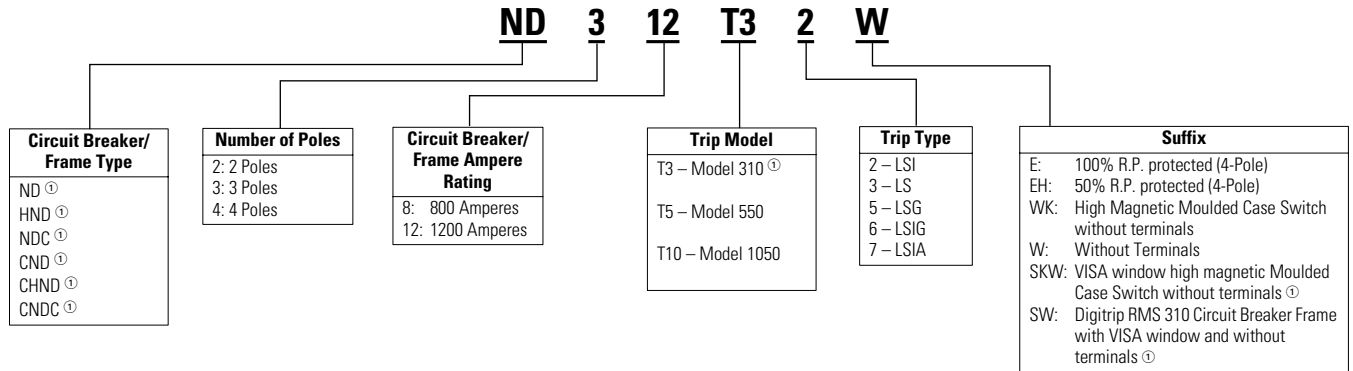 ND 3 12 T3 2 W
Circuit Breaker/
Frame Type
ND ①
HND ①
NDC ①
CND ①
CHND ①
CNDC ①
Number of Poles
2: 2 Poles
3: 3 Poles
4: 4 Poles
Circuit Breaker/
Frame Ampere
Rating
8: 800 Amperes
12: 1200 Amperes
Trip Model
T3 – Model 310 ①
T5 – Model 550
T10 – Model 1050
Trip Type
2 – LSI
3 – LS
5 – LSG
6 – LSIG
7 – LSIA
Suffix
E: 100% R.P. protected (4-Pole)
EH: 50% R.P. protected (4-Pole)
WK: High Magnetic Moulded Case Switch
without terminals
W: Without Terminals
SKW: VISA window high magnetic Moulded
Case Switch without terminals ①
SW: Digitrip RMS 310 Circuit Breaker Frame
with VISA window and without
terminals ①